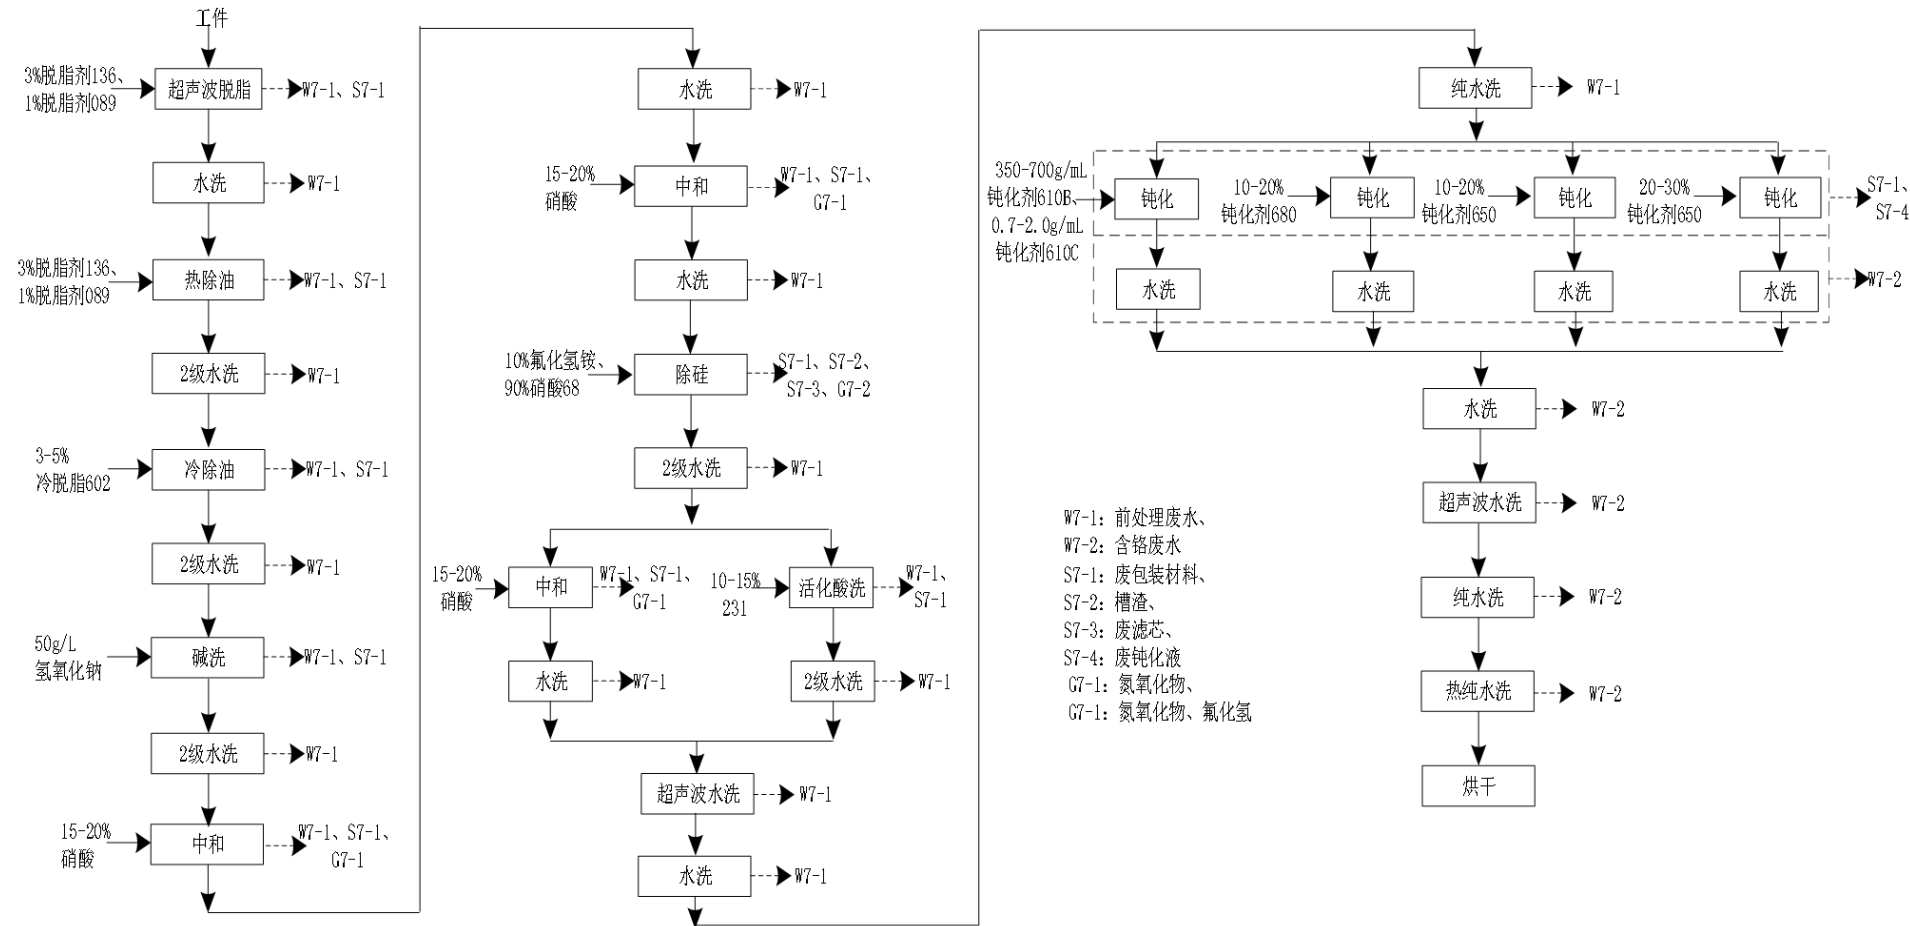 工件
3%脱脂剂136、
1%脱脂剂089
超声波脱脂
W7-1、S7-1
水洗
W7-1
3%脱脂剂136、
1%脱脂剂089
热除油
W7-1、S7-1
2级水洗
W7-1
3-5%
冷脱脂602
冷除油
W7-1、S7-1
2级水洗
W7-1
50g/L
氢氧化钠
碱洗
W7-1、S7-1
2级水洗
W7-1
15-20%
硝酸
中和
W7-1、S7-1、
G7-1
水洗
W7-1
15-20%
硝酸
中和
W7-1、S7-1、
G7-1
水洗
W7-1
10%氟化氢铵、
90%硝酸68
除硅
S7-1、S7-2、
S7-3、G7-2
2级水洗
W7-1
15-20%
硝酸
中和
W7-1、S7-1、
G7-1
10-15%
231
活化酸洗
W7-1、
S7-1
水洗
W7-1
2级水洗
W7-1
超声波水洗
W7-1
水洗
W7-1
纯水洗
W7-1
350-700g/mL
钝化剂610B、
0.7-2.0g/mL
钝化剂610C
钝化
10-20%
钝化剂680
钝化
10-20%
钝化剂650
钝化
20-30%
钝化剂650
钝化
S7-1、
S7-4
水洗
水洗
水洗
水洗
W7-2
水洗
W7-2
超声波水洗
W7-2
纯水洗
W7-2
热纯水洗
W7-2
烘干
W7-1：前处理废水、
W7-2：含铬废水
S7-1：废包装材料、
S7-2：槽渣、
S7-3：废滤芯、
S7-4：废钝化液
G7-1：氮氧化物、
G7-1：氮氧化物、氟化氢